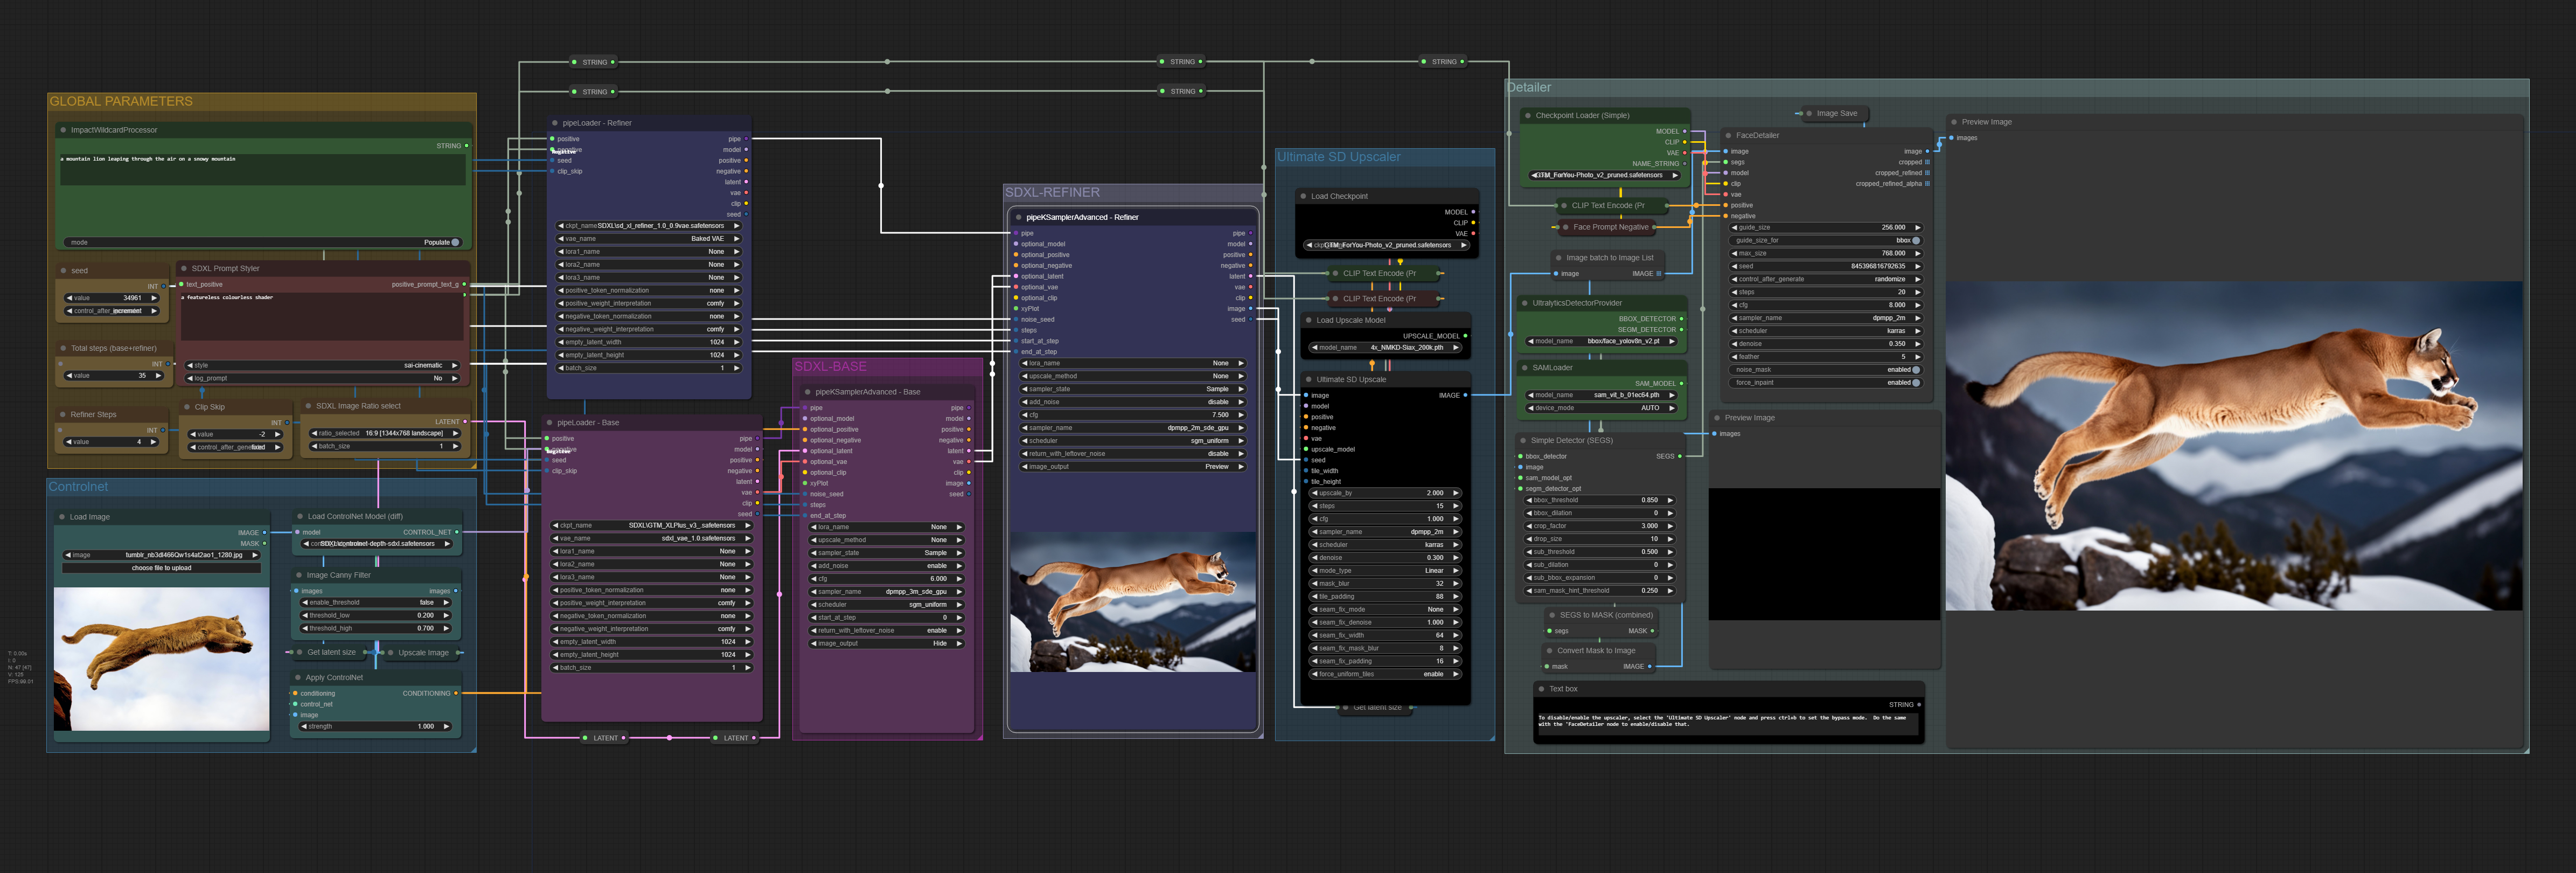 STRING
STRING
STRING
STRING
STRING
GLOBAL PARAMETERS
ImpactWildcardProcessor
STRING
a mountain lion leaping through the air on a snowy mountain
mode Populate
seed
INT
value 34961
SDXL Prompt Styler
text_positive positive_prompt_text_g
a featureless colourless shader
style sai-cinematic
log_prompt No
Total steps (base+refiner)
INT
value 35
Refiner Steps
INT
value 4
Clip Skip
INT
value -2
SDXL Image Ratio select
LATENT
ratio_selected 16:9 [1344x768 landscape]
batch_size 1
Controlnet
Load Image
IMAGE
MASK
image tumblr_nb3dl466Qw1s4at2ao1_1280.jpg
choose file to upload
Load ControlNet Model (diff)
model CONTROL_NET
Image Canny Filter
images images
enable_threshold false
threshold_low 0.200
threshold_high 0.700
Get latent size
Upscale Image
Apply ControlNet
conditioning CONDITIONING
control_net
image
strength 1.000
T: 0.00s
I: 0
N: 47 [47]
V: 125
FPS:99.01
pipeLoader - Refiner
positive pipe
model
seed positive
clip_skip negative
latent
vae
clip
seed
ckpt_name SDXL\sd_xl_refiner_1.0_0.9vae.safetensors
vae_name Baked VAE
lora1_name None
lora2_name None
lora3_name None
positive_token_normalization none
positive_weight_interpretation comfy
negative_token_normalization none
negative_weight_interpretation comfy
empty_latent_width 1024
empty_latent_height 1024
batch_size 1
pipeLoader - Base
positive pipe
model
seed positive
clip_skip negative
latent
vae
clip
seed
ckpt_name SDXL\GTM_XLPlus_v3_.safetensors
vae_name sdxl_vae_1.0.safetensors
lora1_name None
lora2_name None
lora3_name None
positive_token_normalization none
positive_weight_interpretation comfy
negative_token_normalization none
negative_weight_interpretation comfy
empty_latent_width 1024
empty_latent_height 1024
batch_size 1
LATENT
LATENT
SDXL-BASE
pipeKSamplerAdvanced - Base
pipe pipe
optional_model model
optional_positive positive
optional_negative negative
optional_latent latent
optional_vae vae
optional_clip clip
xyPlot image
noise_seed seed
steps
end_at_step
lora_name None
upscale_method None
sampler_state Sample
add_noise enable
cfg 6.000
sampler_name dpmpp_3m_sde_gpu
scheduler sgm_uniform
start_at_step 0
return_with_leftover_noise enable
image_output Hide
SDXL-REFINER
pipeKSamplerAdvanced - Refiner
pipe pipe
optional_model model
optional_positive positive
optional_negative negative
optional_latent latent
optional_vae vae
optional_clip clip
xyPlot image
noise_seed seed
steps
start_at_step
end_at_step
lora_name None
upscale_method None
sampler_state Sample
add_noise disable
cfg 7.500
sampler_name dpmpp_2m_sde_gpu
scheduler sgm_uniform
return_with_leftover_noise disable
image_output Preview
Ultimate SD Upscaler
Load Checkpoint
MODEL
CLIP
VAE
GTM_ForYou-Photo_v2_pruned.safetensors
CLIP Text Encode (Pr
CLIP Text Encode (Pr
Load Upscale Model
UPSCALE_MODEL
model_name 4x_NMKD-Siax_200k.pth
Ultimate SD Upscale
image IMAGE
model
positive
negative
vae
upscale_model
seed
tile_width
tile_height
upscale_by 2.000
steps 15
cfg 1.000
sampler_name dpmpp_2m
scheduler karras
denoise 0.300
mode_type Linear
mask_blur 32
tile_padding 88
seam_fix_mode None
seam_fix_denoise 1.000
seam_fix_width 64
seam_fix_mask_blur 8
seam_fix_padding 16
force_uniform_tiles enable
Get latent size
Detailer
Checkpoint Loader (Simple)
MODEL
CLIP
VAE
NAME_STRING
GTM_ForYou-Photo_v2_pruned.safetensors
CLIP Text Encode (Pr
Face Prompt Negative
Image batch to Image List
image IMAGE
UltralyticsDetectorProvider
BBOX_DETECTOR
SEGM_DETECTOR
model_name bbox/face_yolov8n_v2.pt
SAMLoader
SAM_MODEL
model_name sam_vit_b_01ec64.pth
device_mode AUTO
Simple Detector (SEGS)
bbox_detector SEGS
image
sam_model_opt
segm_detector_opt
bbox_threshold 0.850
bbox_dilation 0
crop_factor 3.000
drop_size 10
sub_threshold 0.500
sub_dilation 0
sub_bbox_expansion 0
sam_mask_hint_threshold 0.250
SEGS to MASK (combined)
segs MASK
Convert Mask to Image
mask IMAGE
Text box
STRING
To disable/enable the upscaler, select the 'Ultimate SD Upscaler' node and press ctrl+b to set the bypass mode. Do the same
with the 'FaceDetailer node to enable/disable that.
Image Save
FaceDetailer
image image
segs cropped
model cropped_refined
clip cropped_refined_alpha
vae
positive
negative
guide_size 256.000
guide_size_for bbox
max_size 768.000
seed 845396816792635
control_after_generate randomize
steps 20
cfg 8.000
sampler_name dpmpp_2m
scheduler karras
denoise 0.350
feather 5
noise_mask enabled
force_inpaint enabled
Preview Image
images
Preview Image
images